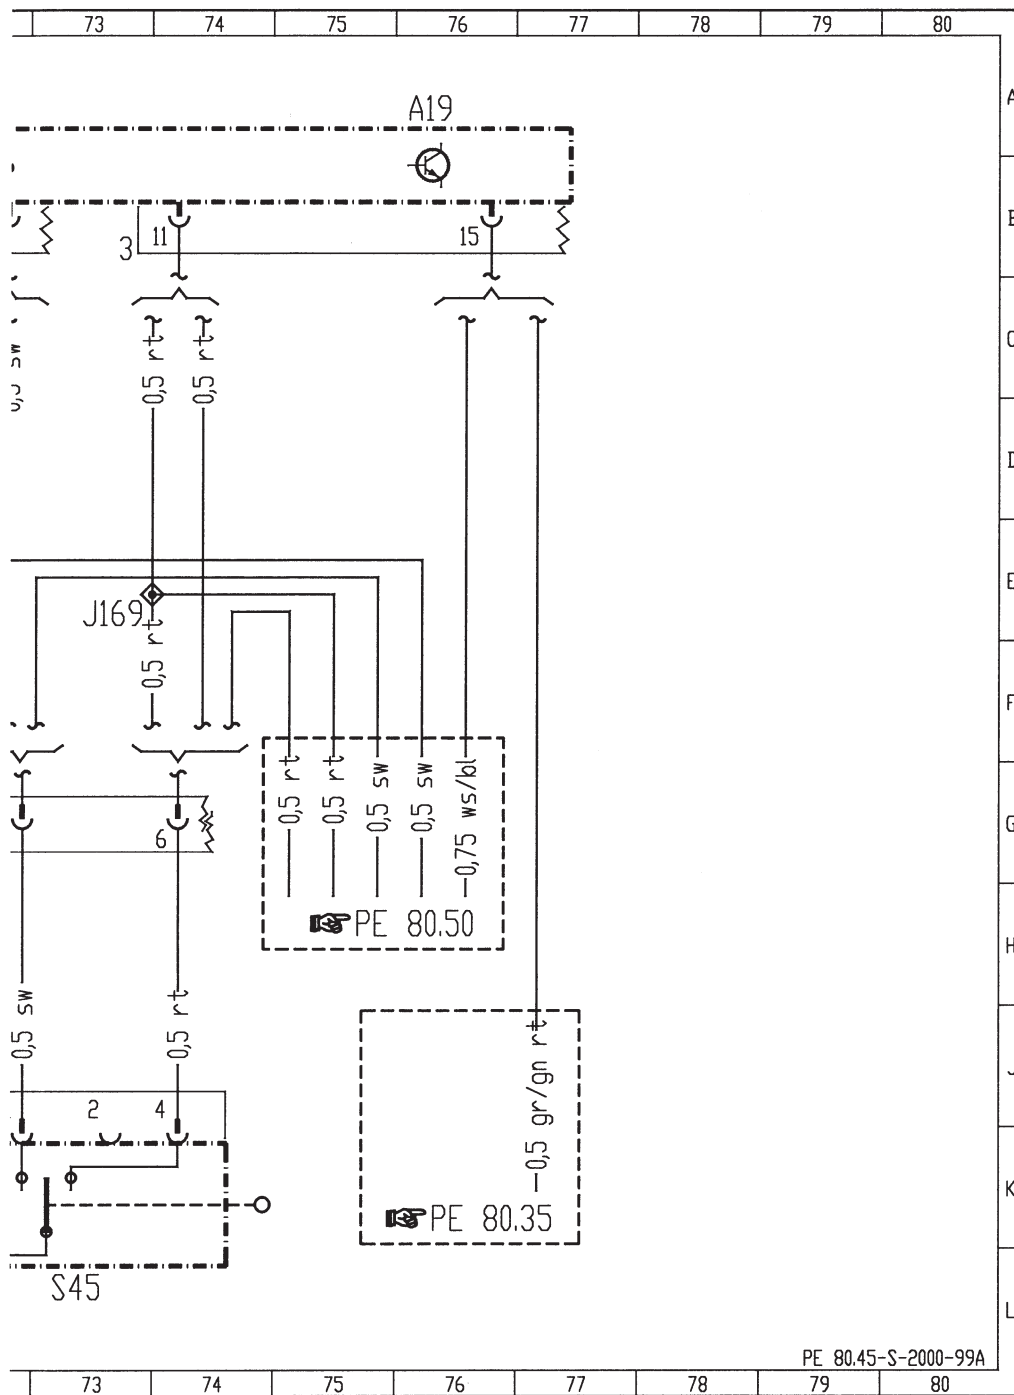 73 74 75 76 77 78 79 80
A19
A
B
3 11 15
0,5 sw
0,5 rt
0,5 rt
C
D
E
J169
0,5 rt
F
0,5 rt
0,5 rt
0,5 sw
0,5 sw
0,75 ws/bl
6
G
PE 80.50
H
0,5 sw
0,5 rt
0,5 gr/gn rt
J
2 4
K
PE 80.35
S45
L
PE 80.45-S-2000-99A
73 74 75 76 77 78 79 80